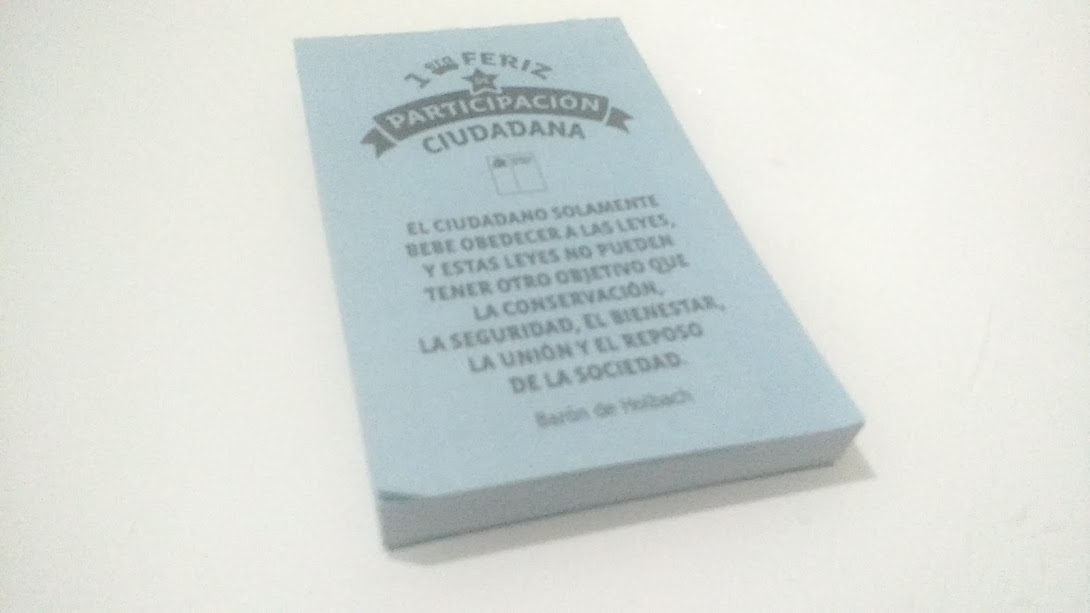 1 ERO FERIZ
PARTICIPACIÓN
CIUDADANA
EL CIUDADANO SOLAMENTE
BEBE OBEDECER A LAS LEYES,
Y ESTAS LEYES NO PUEDEN
TENER OTRO OBJETIVO QUE
LA CONSERVACIÓN,
LA SEGURIDAD, EL BIENESTAR,
LA UNIÓN Y EL REPOSO
DE LA SOCIEDAD.
Barón de Holbach